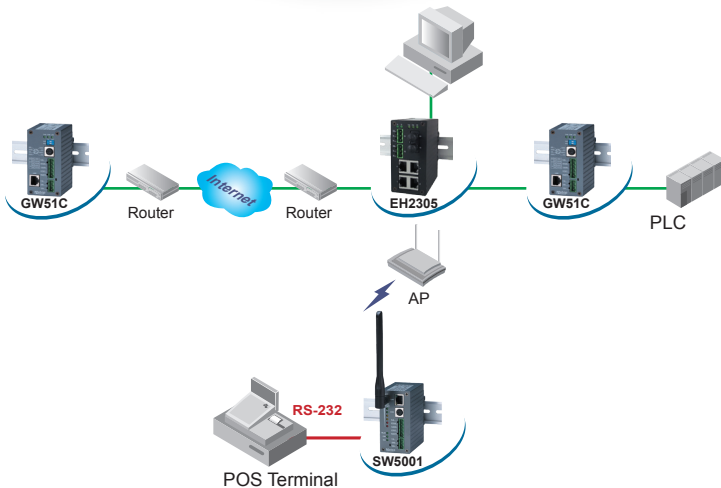 GW51C
Router
Internet
Router
EH2305
GW51C
PLC
AP
RS-232
SW5001
POS Terminal